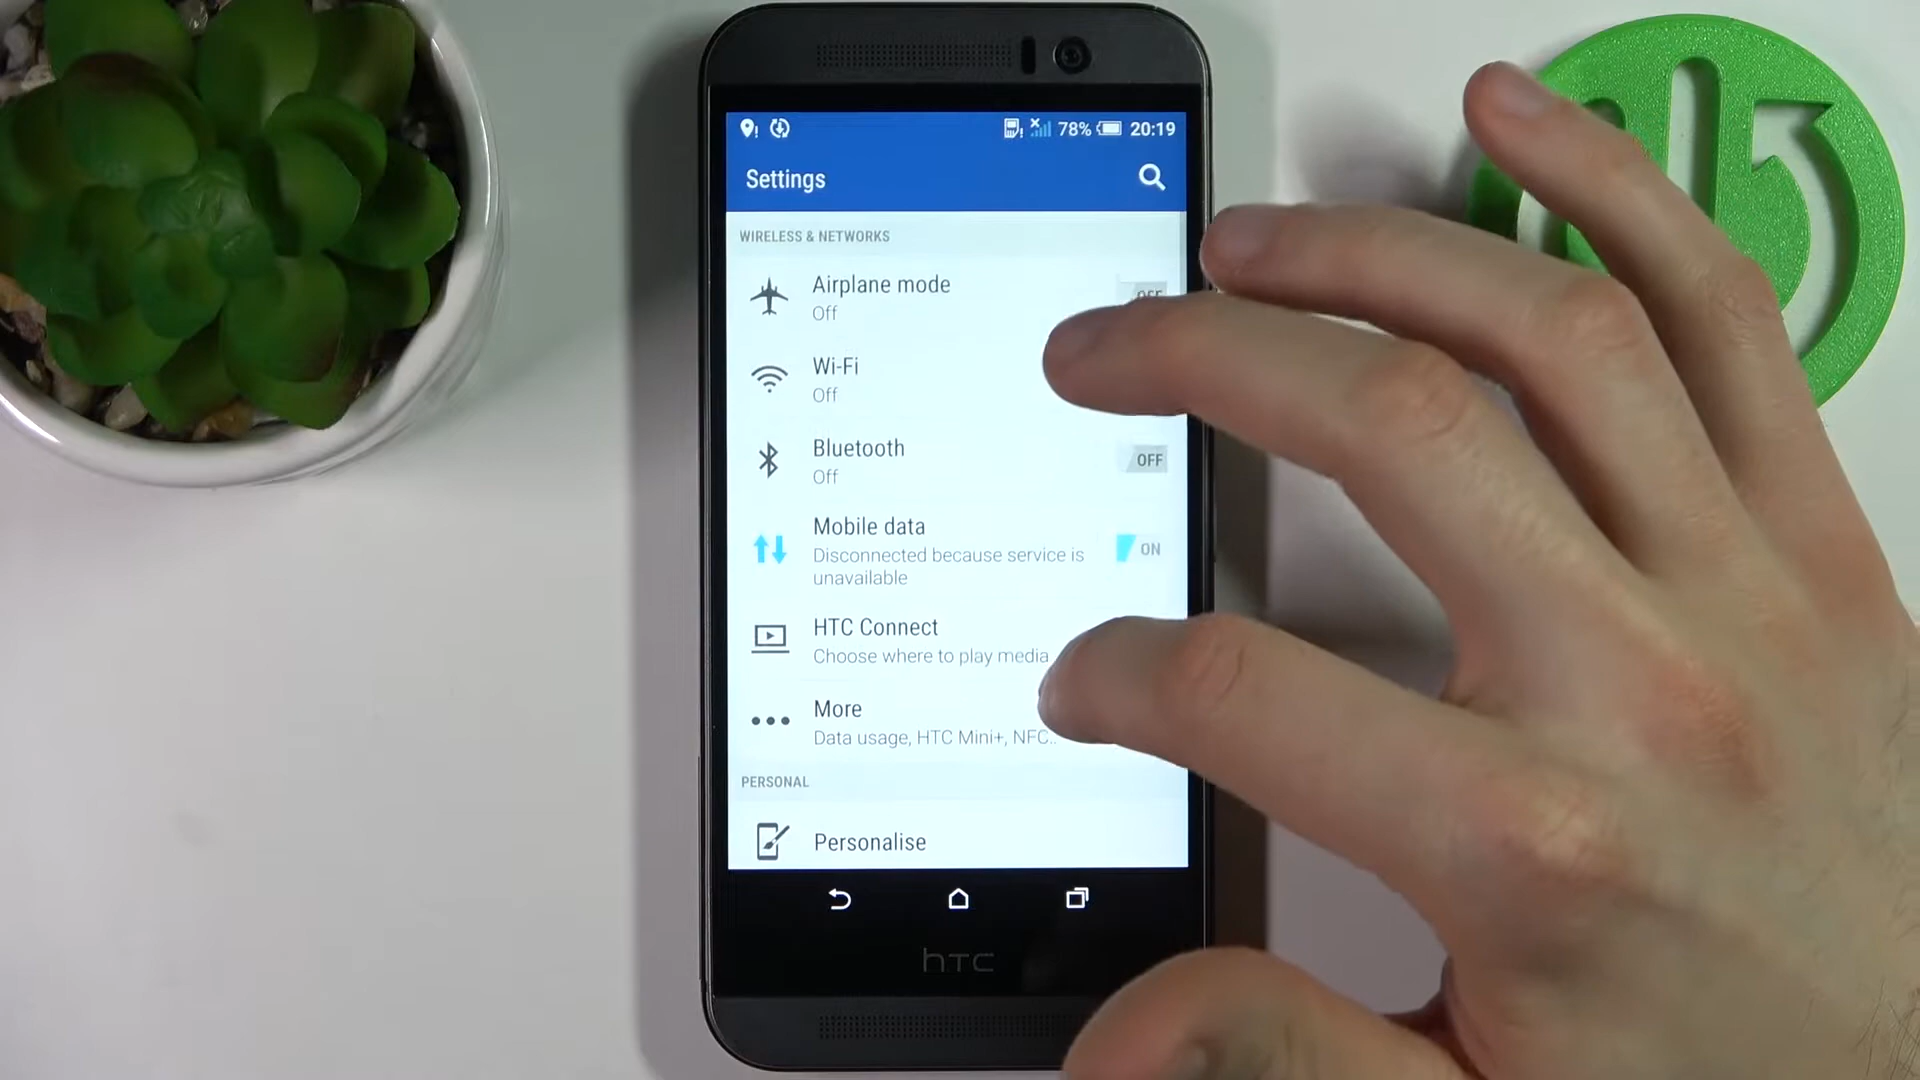 78% 20:19
Settings
WIRELESS & NETWORKS
Airplane mode
Off
OFF
Wi-Fi
Off
Bluetooth
Off
OFF
Mobile data
Disconnected because service is
unavailable
ON
HTC Connect
Choose where to play media
More
Data usage, HTC Mini+, NFC..
PERSONAL
Personalise
hTC